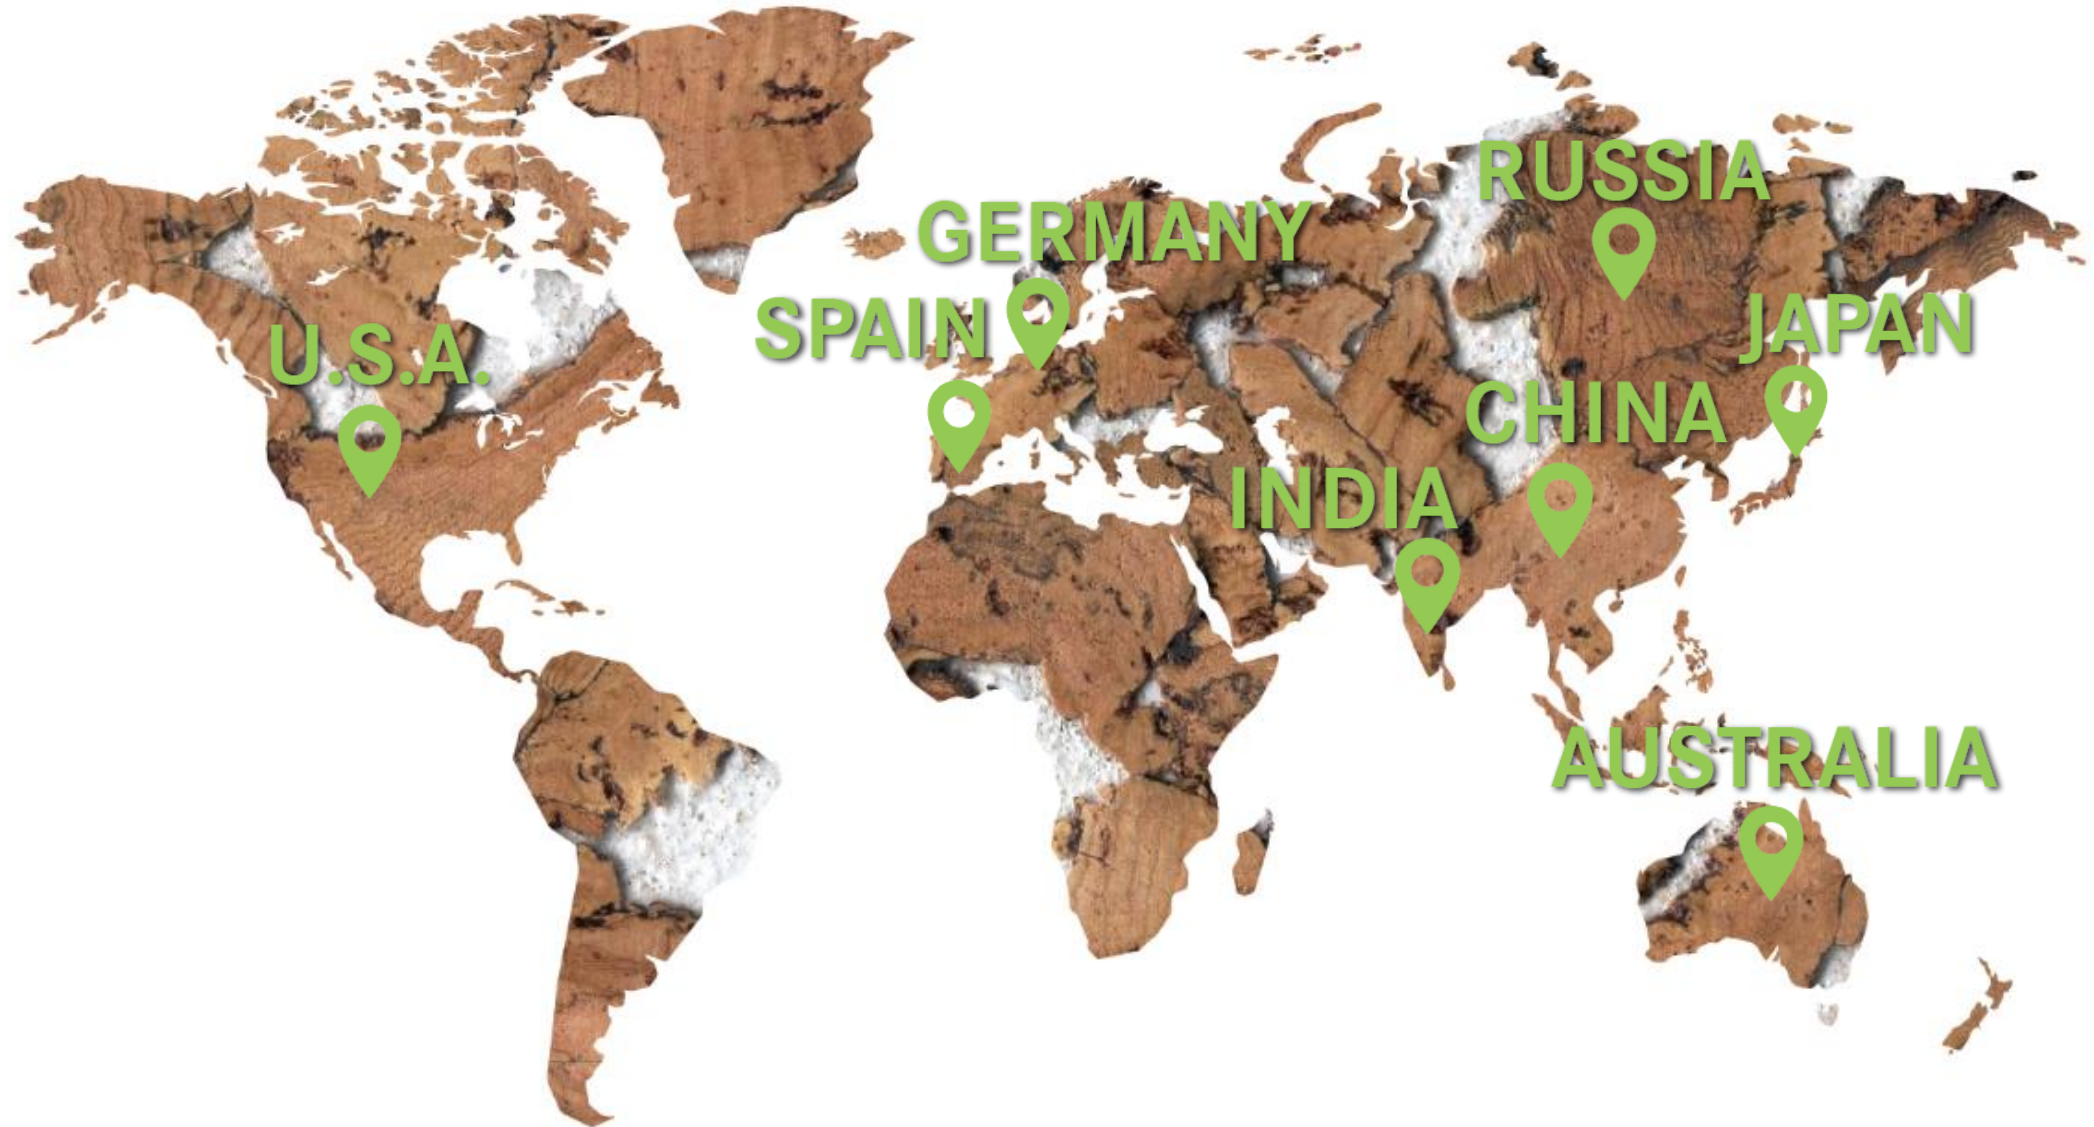 RUSSIA
GERMANY
SPAIN
JAPAN
U.S.A.
CHINA
INDIA
AUSTRALIA